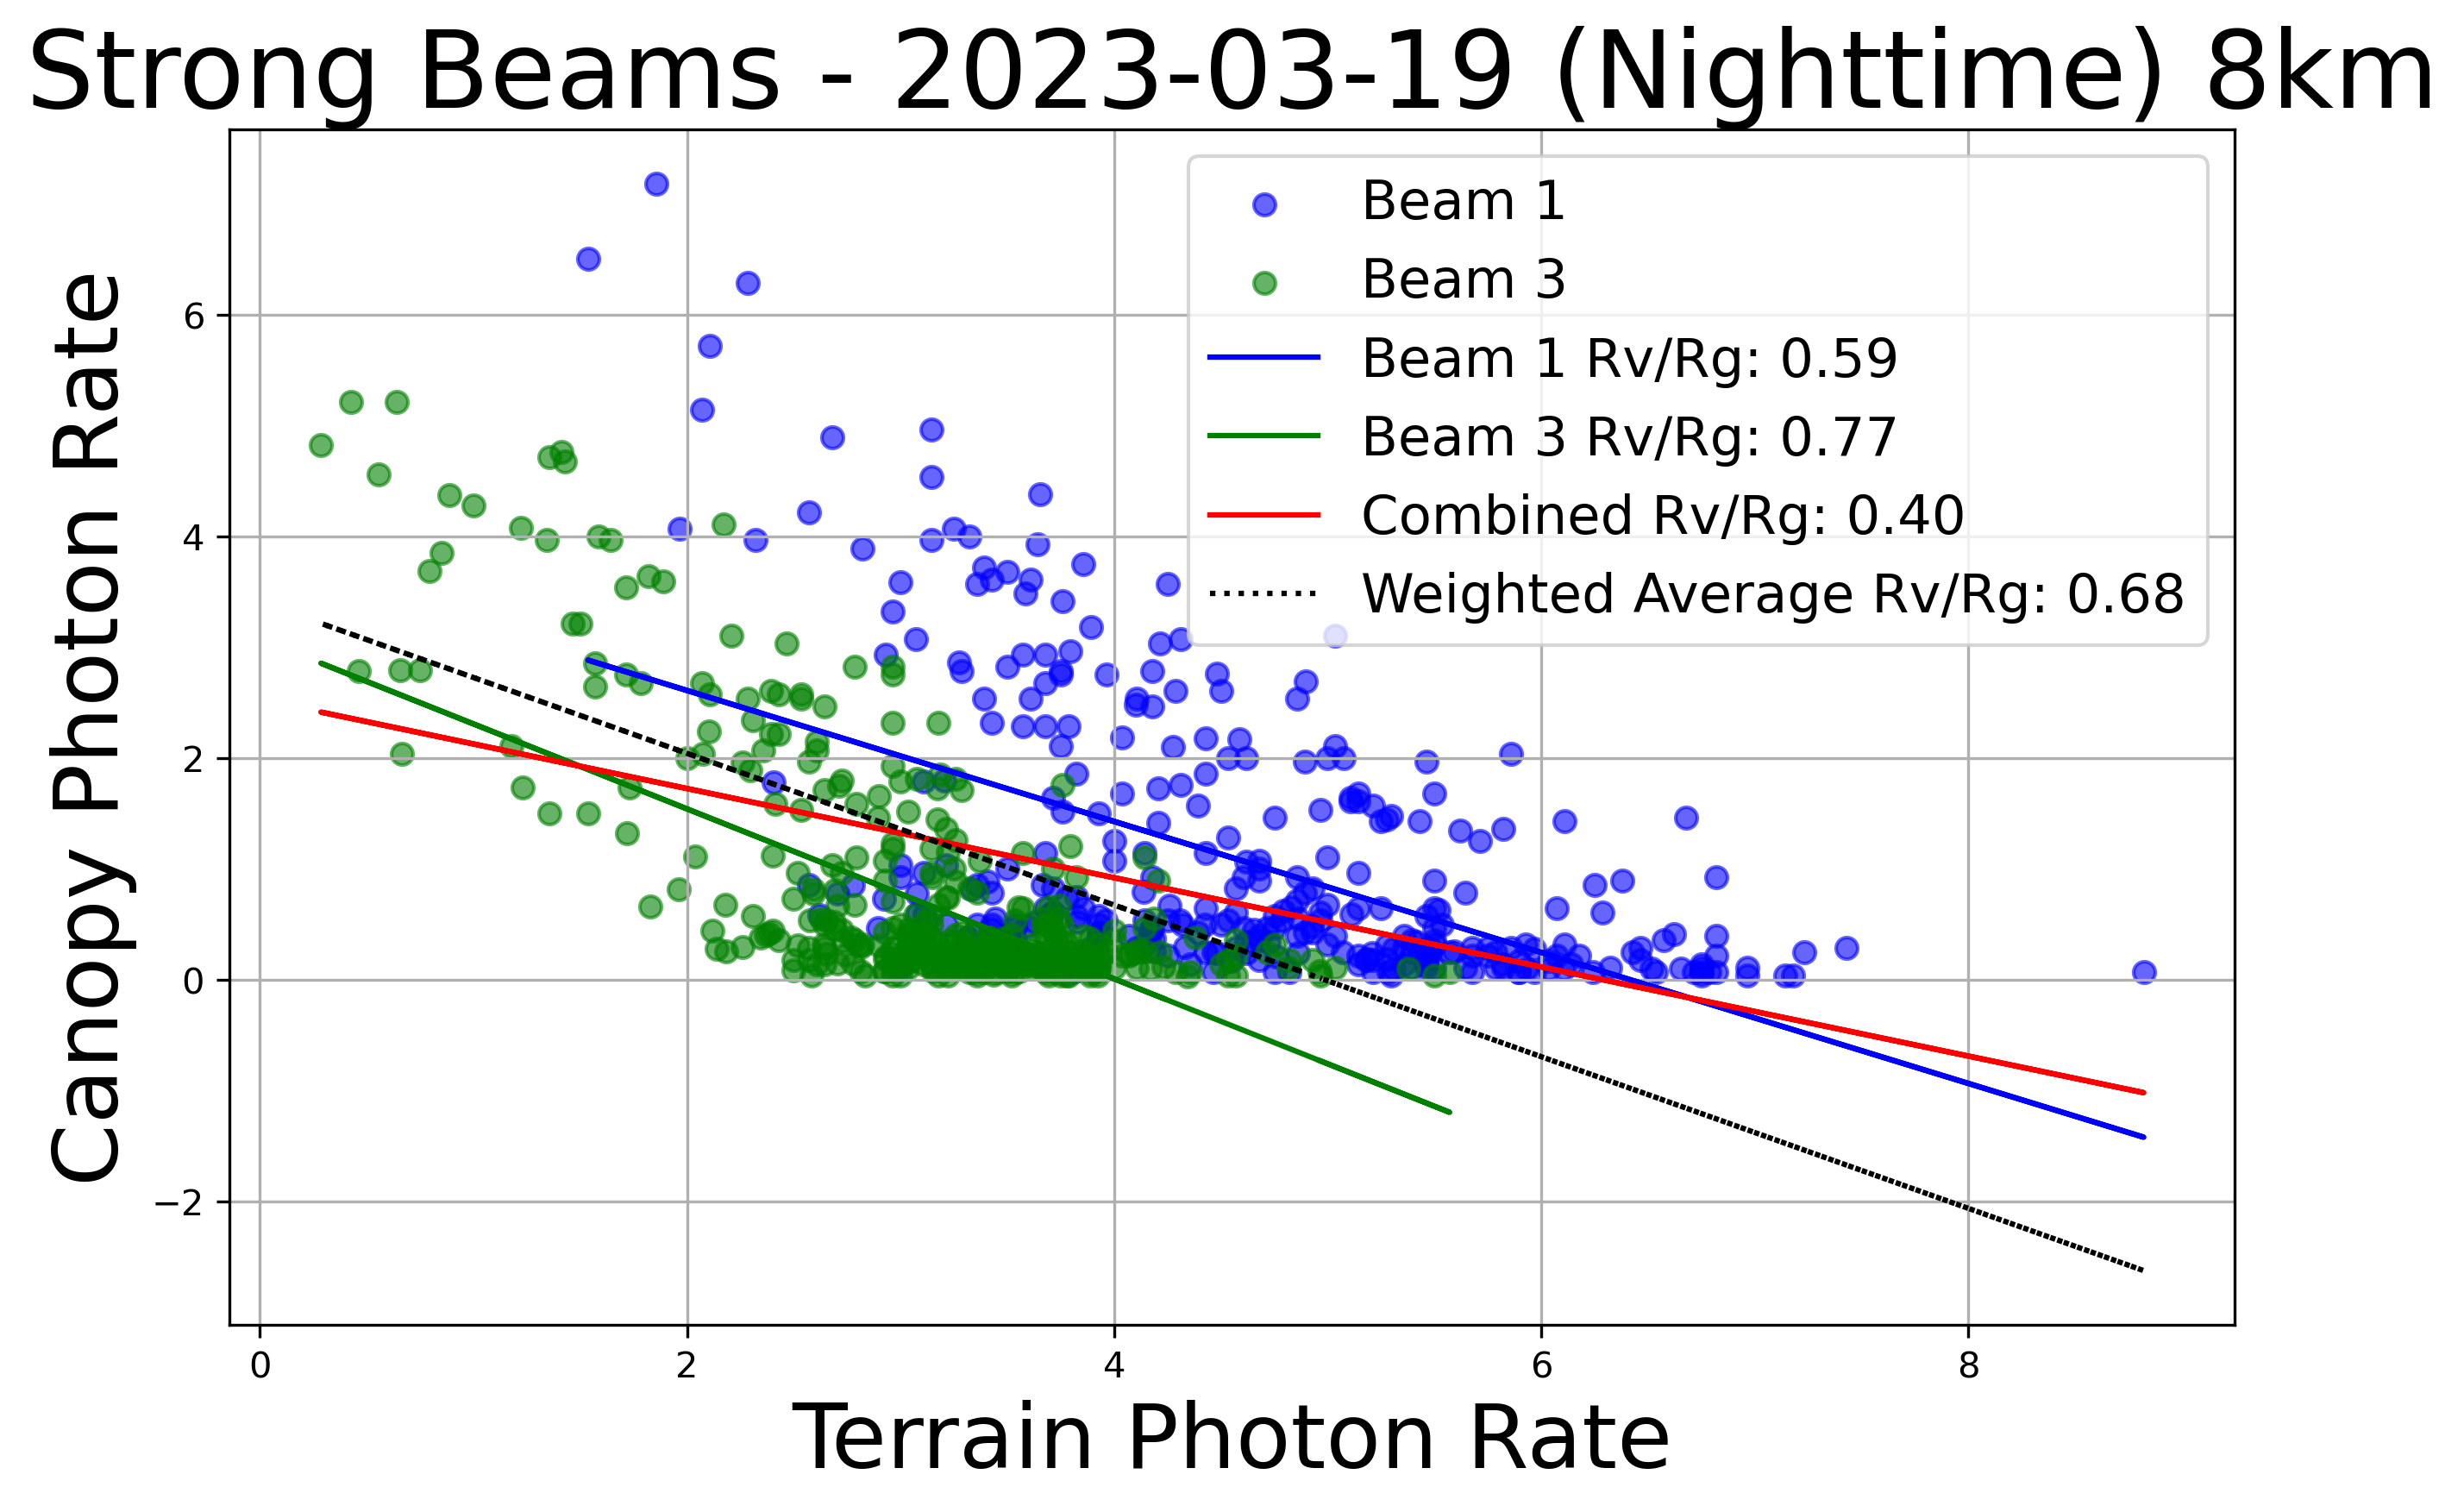 Strong Beams - 2023-03-19 (Nighttime) 8km
Beam 1
Beam 3
Beam 1 Rv/Rg: 0.59
Beam 3 Rv/Rg: 0.77
Combined Rv/Rg: 0.40
Weighted Average Rv/Rg: 0.68
Canopy Photon Rate
6
4
2
0
−2
0 2 4 6 8
Terrain Photon Rate